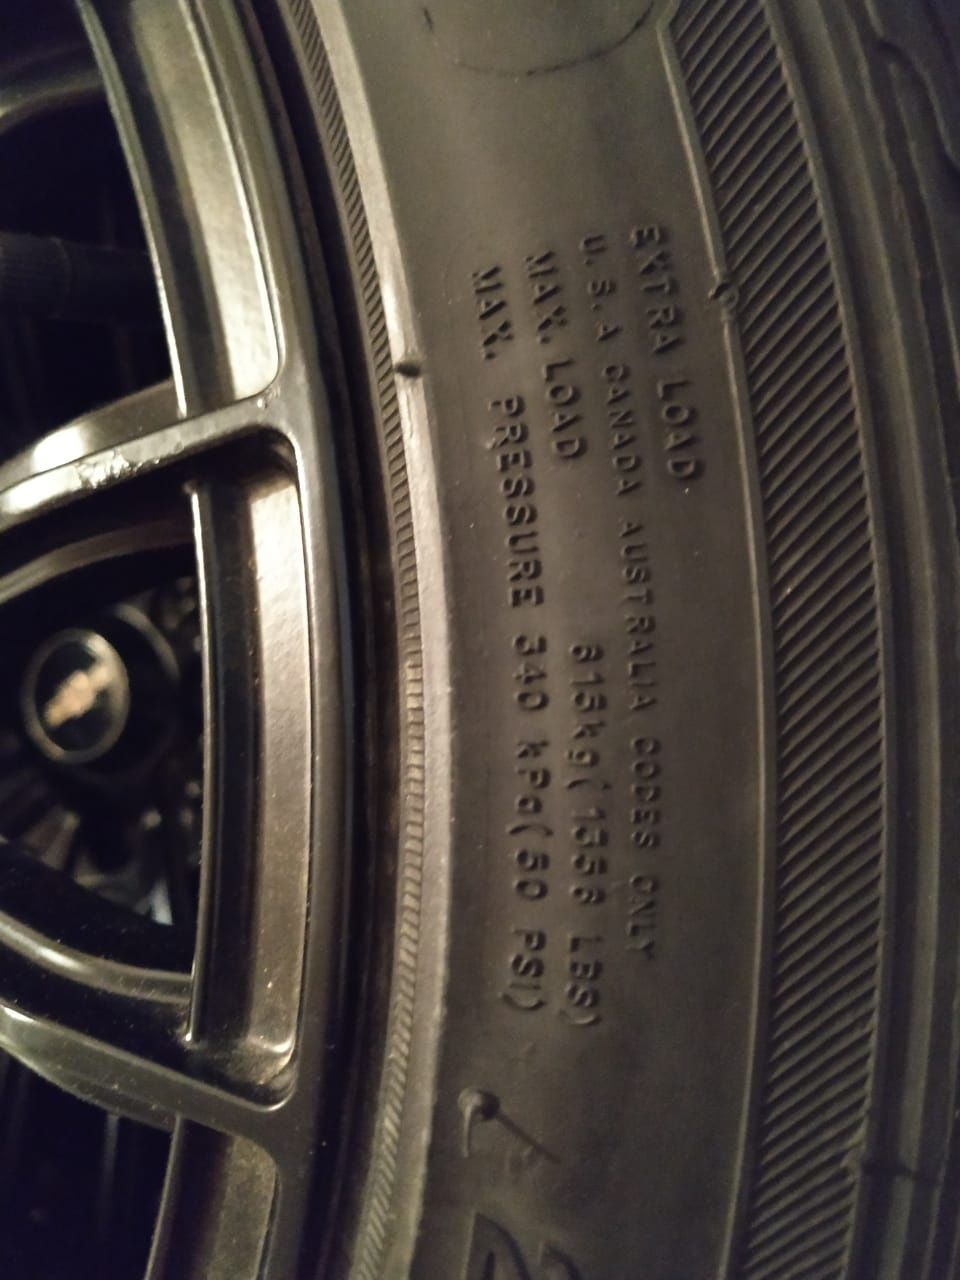 EXTRA LOAD
U.S.A CANADA AUSTRALIA CODES ONLY
MAX. LOAD 615kg(1356 LBS)
MAX. PRESSURE 340 kPa(50 PSI)